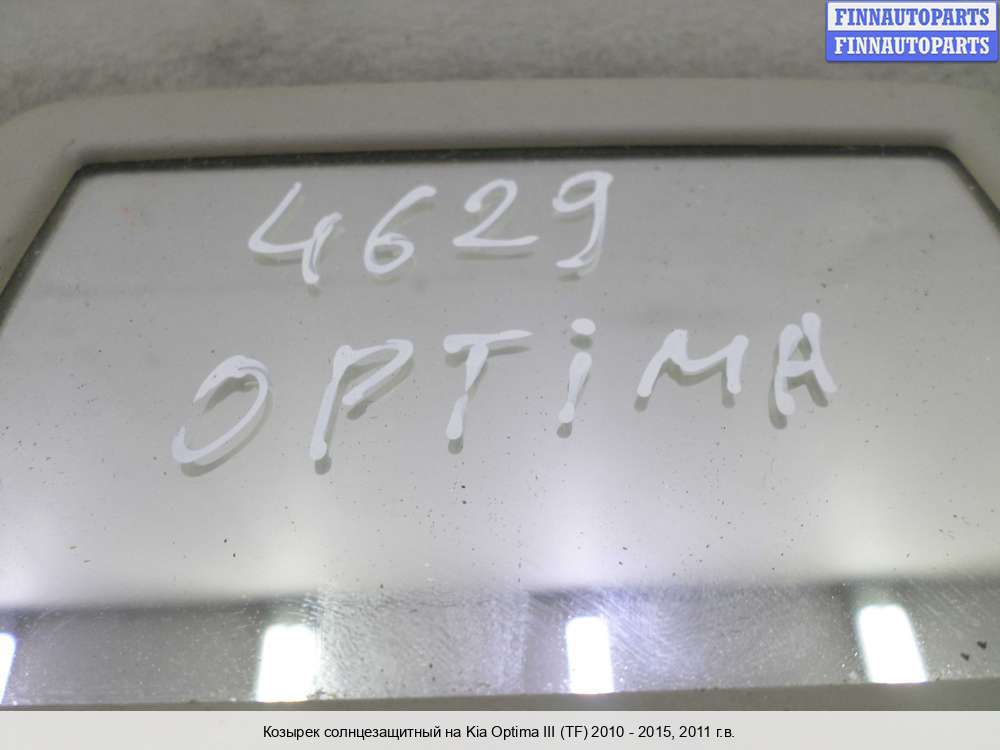 FINNAUTOPARTS
FINNAUTOPARTS
4629
OPTiMA
Козырек солнцезащитный на Kia Optima III (TF) 2010 - 2015, 2011 г.в.